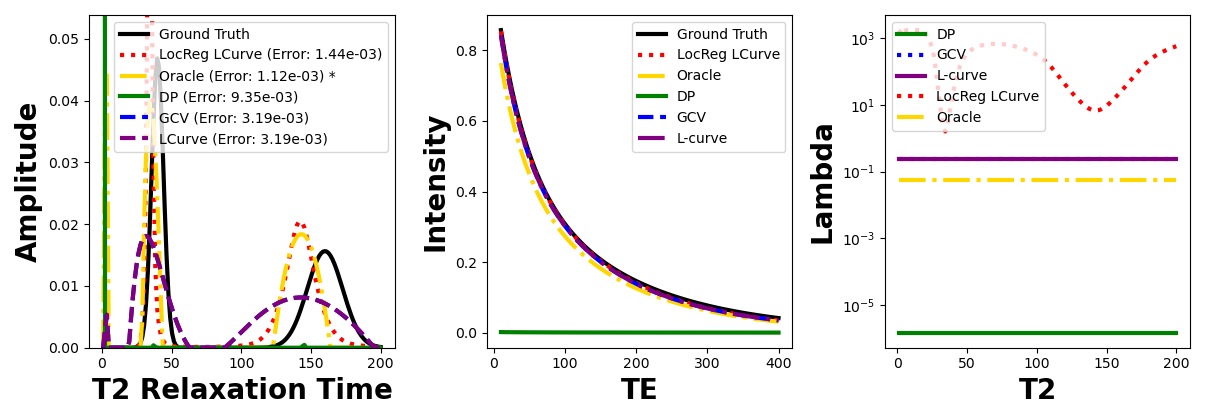 Amplitude
0.05
0.04
0.03
0.02
0.01
0.00
0 50 100 150 200
T2 Relaxation Time
Ground Truth
LocReg LCurve (Error: 1.44e-03)
Oracle (Error: 1.12e-03) *
DP (Error: 9.35e-03)
GCV (Error: 3.19e-03)
LCurve (Error: 3.19e-03)
Intensity
0.8
0.6
0.4
0.2
0.0
0 100 200 300 400
TE
Ground Truth
LocReg LCurve
Oracle
DP
GCV
L-curve
Lambda
10³
10¹
10⁻¹
10⁻³
10⁻⁵
0 50 100 150 200
T2
DP
GCV
L-curve
LocReg LCurve
Oracle